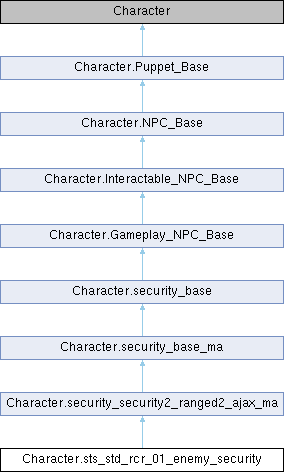 Character
Character.Puppet_Base
Character.NPC_Base
Character.Interactable_NPC_Base
Character.Gameplay_NPC_Base
Character.security_base
Character.security_base_ma
Character.security_security2_ranged2_ajax_ma
Character.sts_std_rcr_01_enemy_security